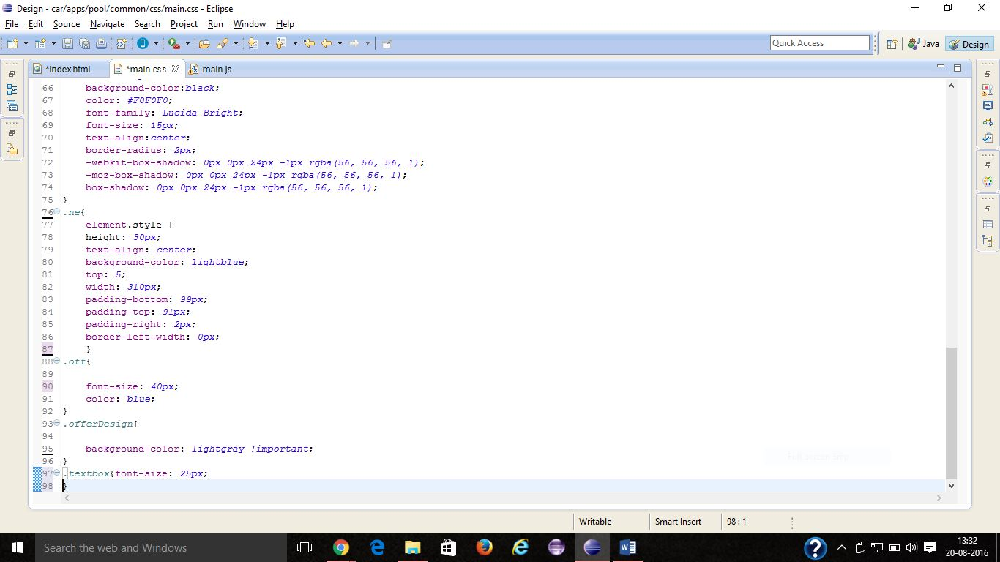 Design - car/apps/pool/common/css/main.css - Eclipse
File Edit Source Navigate Search Project Run Window Help
Quick Access
Java
Design
*index.html
*main.css
main.js
66 background-color:black;
67 color: #F0F0F0;
68 font-family: Lucida Bright;
69 font-size: 15px;
70 text-align:center;
71 border-radius: 2px;
72 -webkit-box-shadow: 0px 0px 24px -1px rgba(56, 56, 56, 1);
73 -moz-box-shadow: 0px 0px 24px -1px rgba(56, 56, 56, 1);
74 box-shadow: 0px 0px 24px -1px rgba(56, 56, 56, 1);
75 }
76 .ne{
77 element.style {
78 height: 30px;
79 text-align: center;
80 background-color: lightblue;
81 top: 5;
82 width: 310px;
83 padding-bottom: 99px;
84 padding-top: 91px;
85 padding-right: 2px;
86 border-left-width: 0px;
87 }
88 .off{
89
90 font-size: 40px;
91 color: blue;
92 }
93 .offerDesign{
94
95 background-color: lightgray !important;
96 }
97 .textbox{font-size: 25px;
98 }
Full-screen Snip
Writable
Smart Insert
98 : 1
Search the web and Windows
13:32
20-08-2016